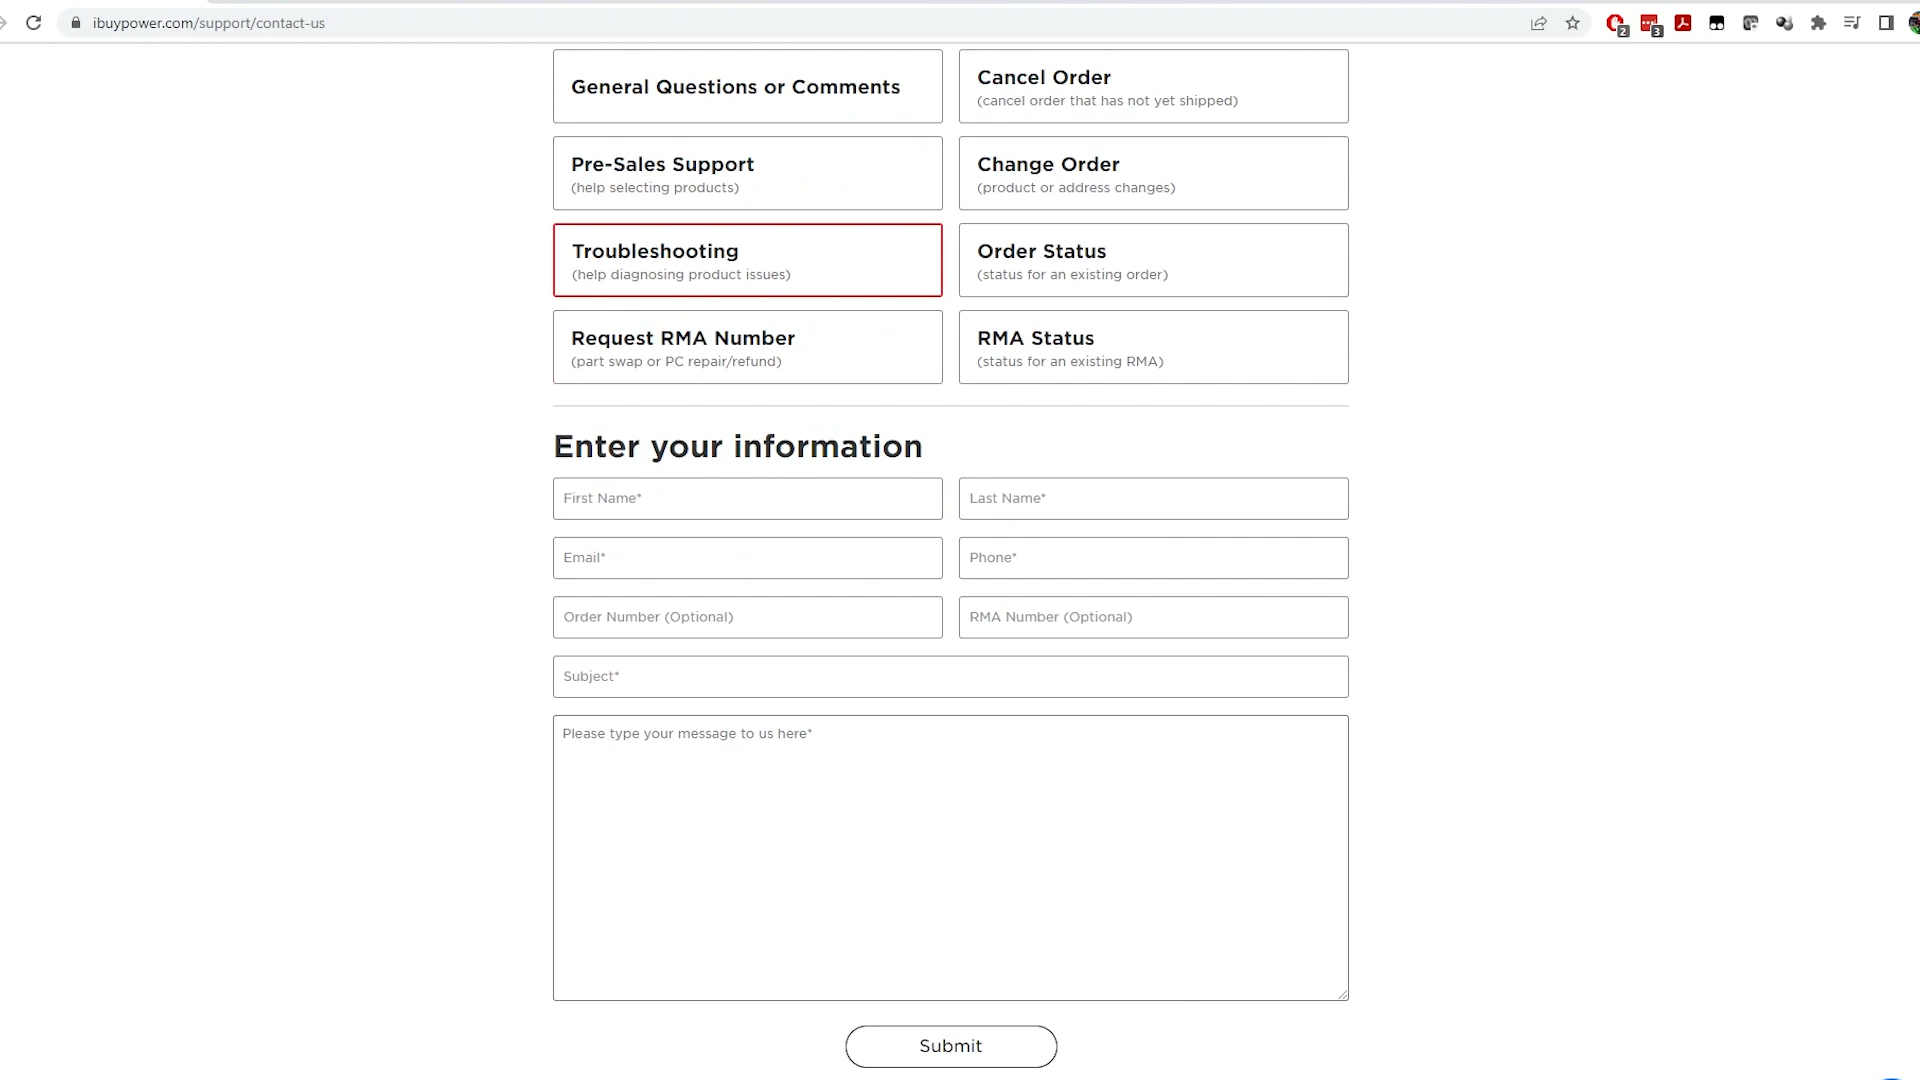 ibuypower.com/support/contact-us
2
3
General Questions or Comments
Cancel Order
(cancel order that has not yet shipped)
Pre-Sales Support
(help selecting products)
Change Order
(product or address changes)
Troubleshooting
(help diagnosing product issues)
Order Status
(status for an existing order)
Request RMA Number
(part swap or PC repair/refund)
RMA Status
(status for an existing RMA)
Enter your information
First Name*
Last Name*
Email*
Phone*
Order Number (Optional)
RMA Number (Optional)
Subject*
Please type your message to us here*
Submit